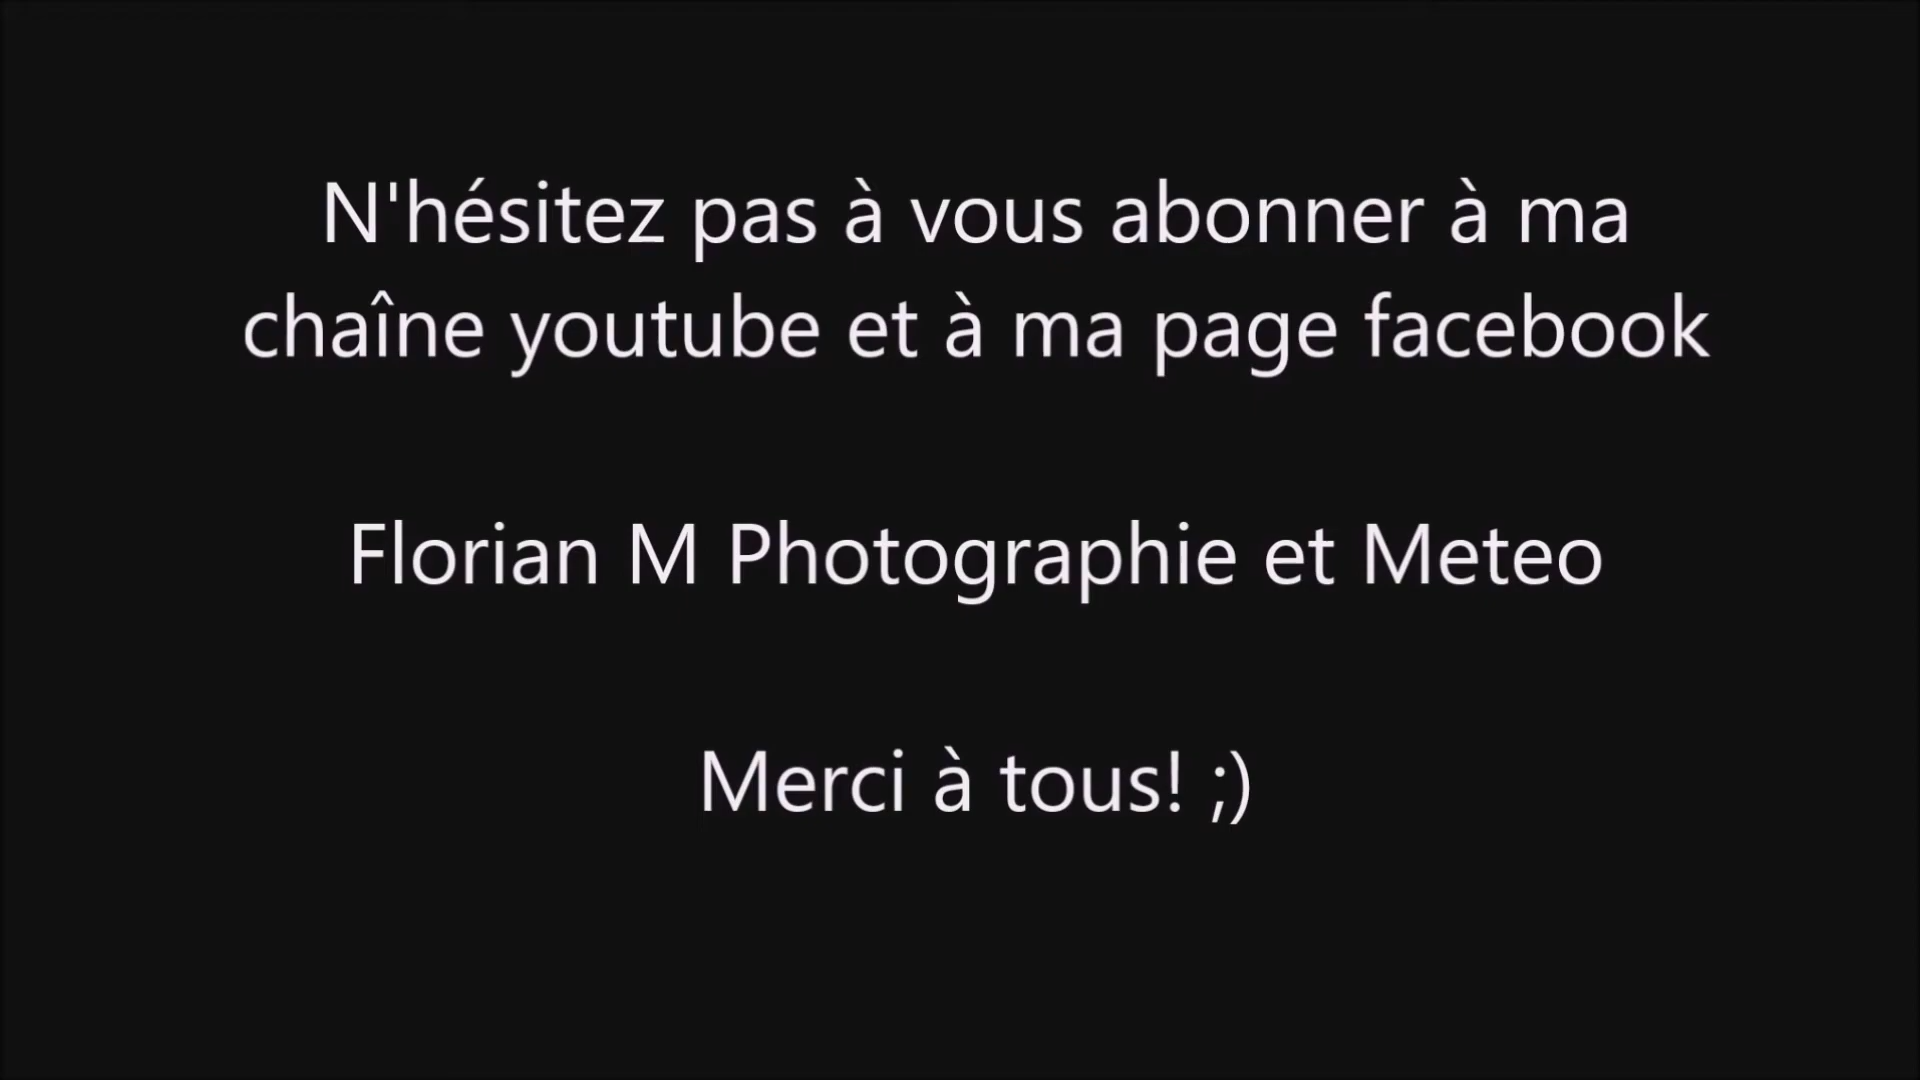 N'hésitez pas à vous abonner à ma
chaîne youtube et à ma page facebook
Florian M Photographie et Meteo
Merci à tous! ;)